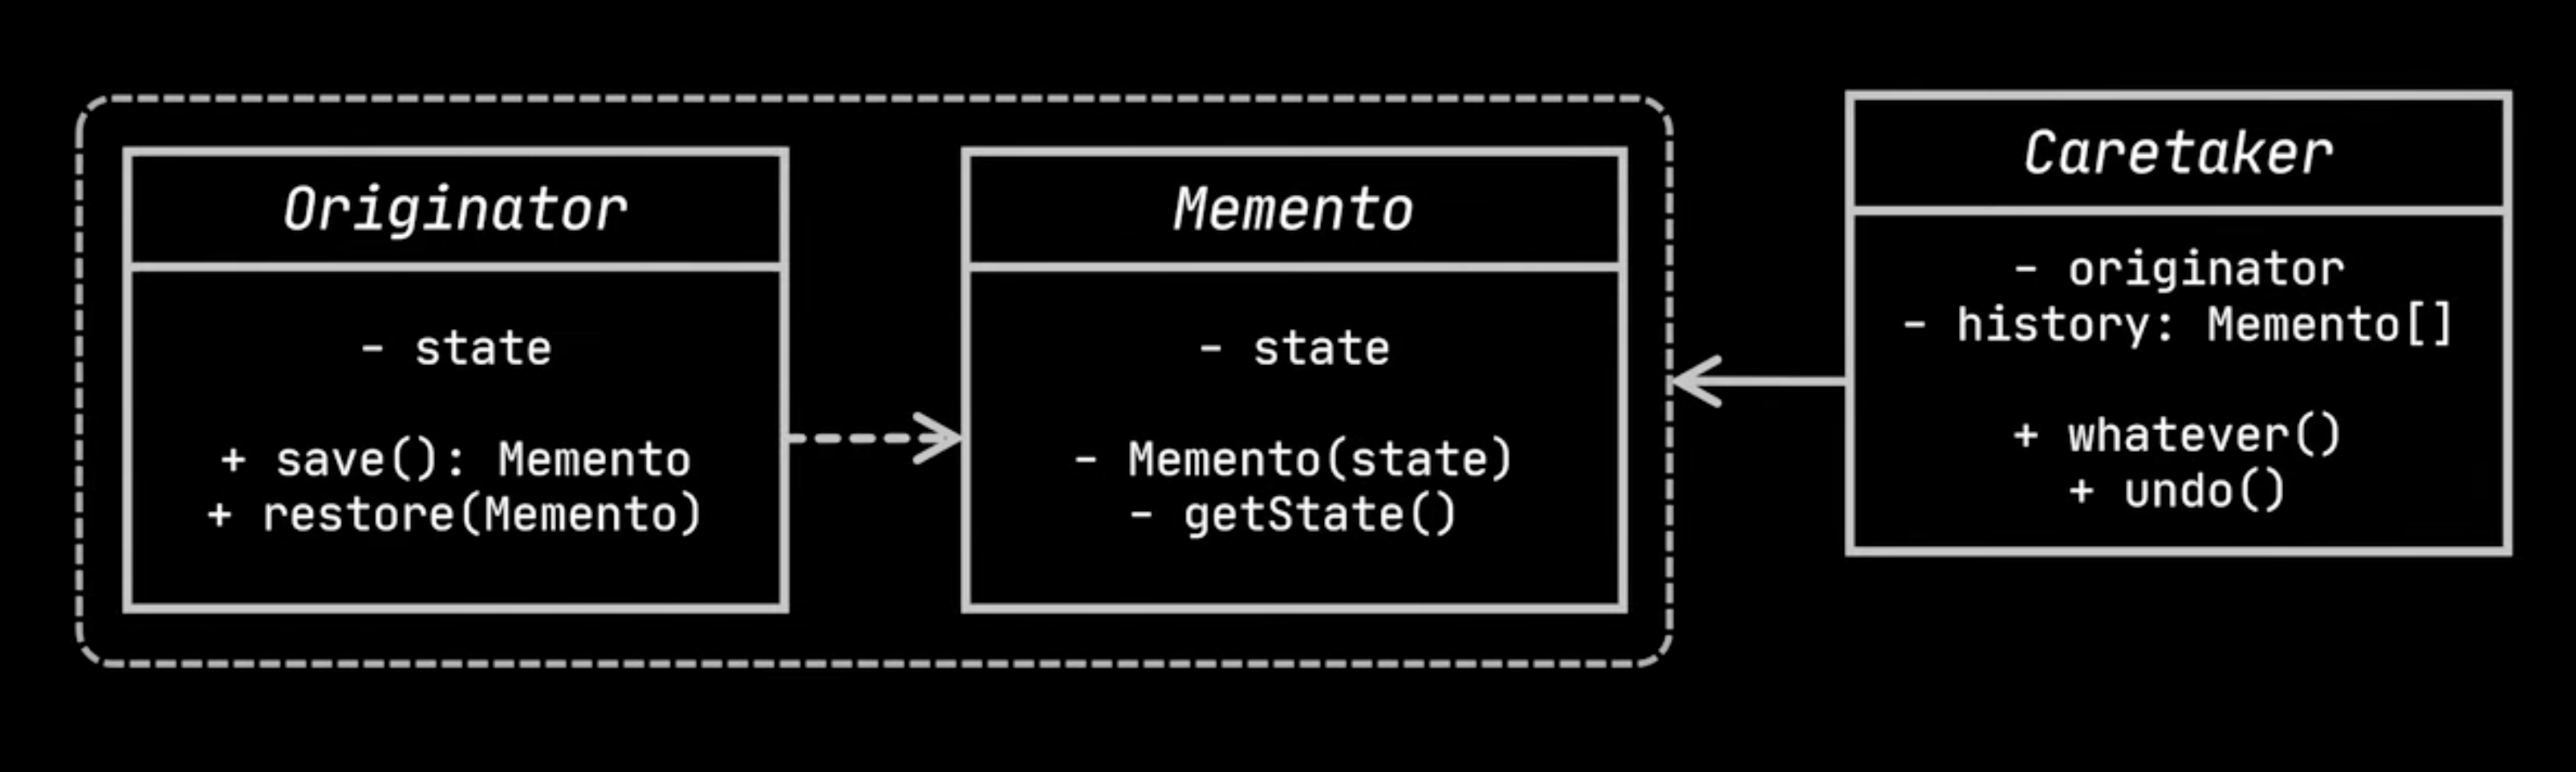 Originator
- state
+ save(): Memento
+ restore(Memento)
Memento
- state
- Memento(state)
- getState()
Caretaker
- originator
- history: Memento[]
+ whatever()
+ undo()